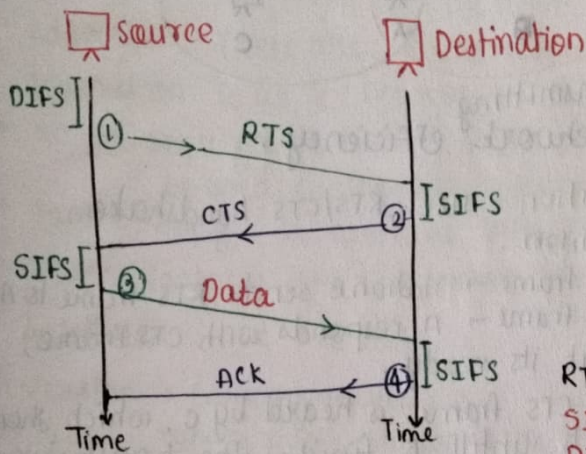 Source
Destination
DIFS
① RTS
CTS ② SIFS
SIFS
③ Data
ACK ④ SIFS
Time
Time